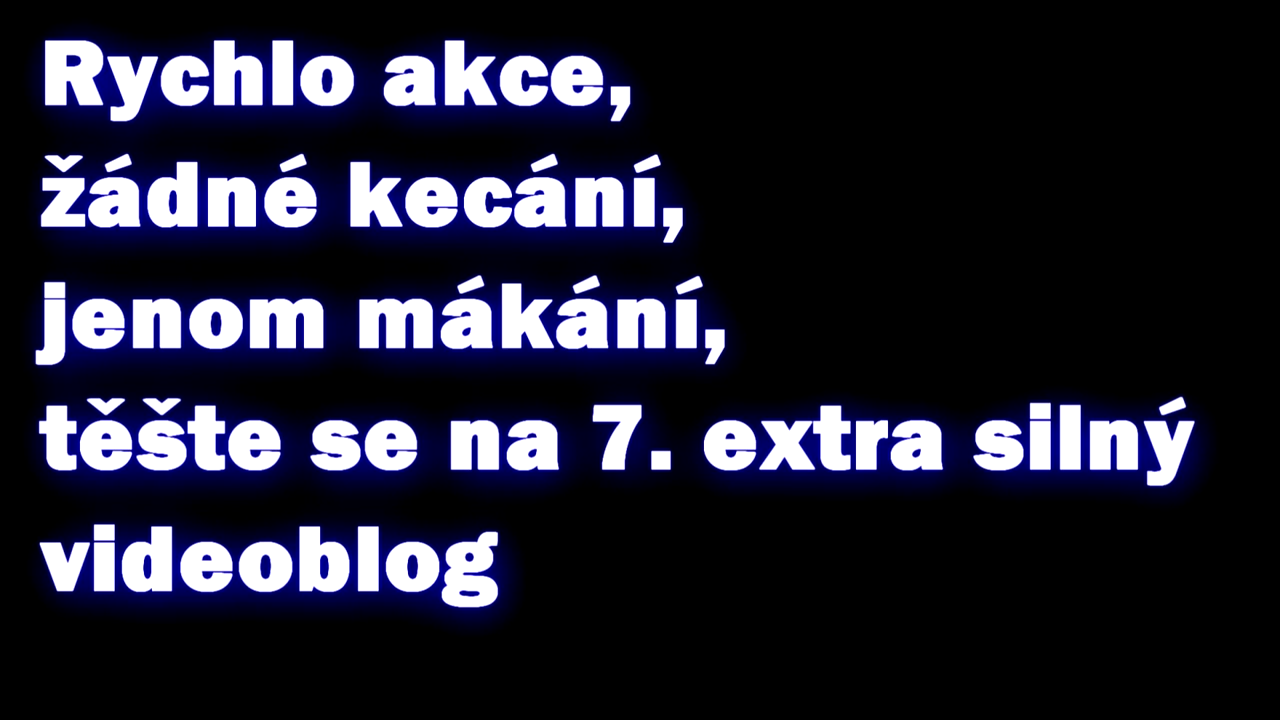 Rychlo akce,
žádné kecání,
jenom mákání,
těšte se na 7. extra silný
videoblog